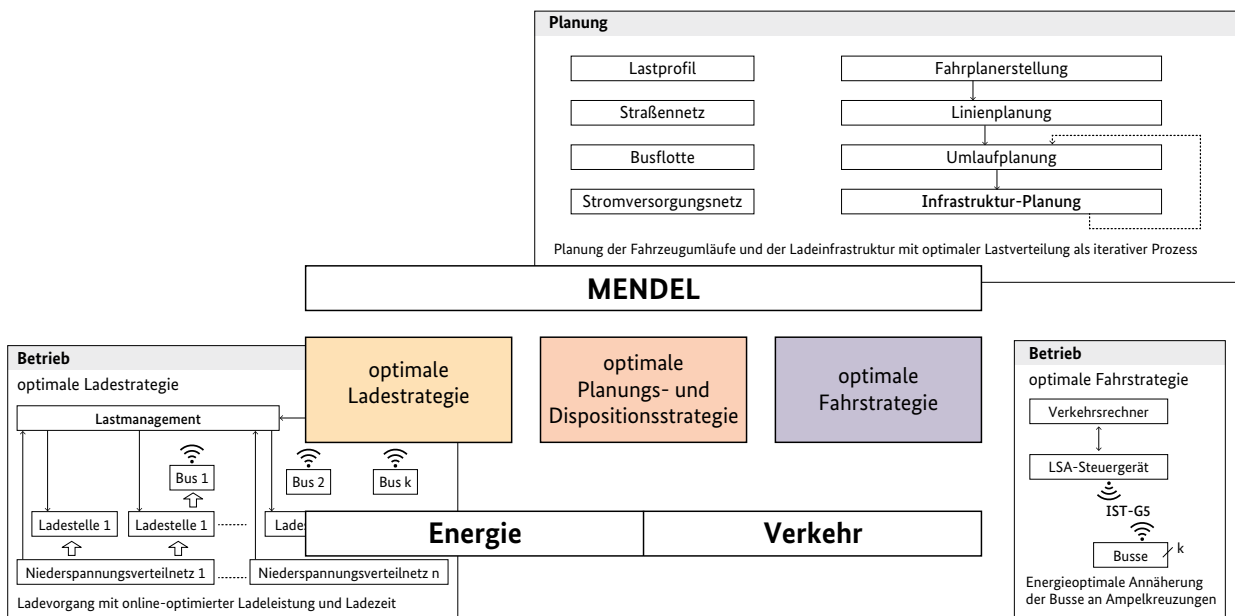 Planung
Lastprofil
Fahrplanerstellung
Straßennetz
Linienplanung
Busflotte
Umlaufplanung
Stromversorgungsnetz
Infrastruktur-Planung
Planung der Fahrzeugumläufe und der Ladeinfrastruktur mit optimaler Lastverteilung als iterativer Prozess
MENDEL
optimale
Ladestrategie
optimale
Planungs- und
Dispositionsstrategie
optimale
Fahrstrategie
Energie
Verkehr
Betrieb
optimale Ladestrategie
Lastmanagement
Bus 1
Bus 2
Bus k
Ladestelle 1
Ladestelle 1
Niederspannungsverteilnetz 1
Niederspannungsverteilnetz n
Ladevorgang mit online-optimierter Ladeleistung und Ladezeit
Betrieb
optimale Fahrstrategie
Verkehrsrechner
LSA-Steuergerät
IST-G5
Busse
k
Energieoptimale Annäherung
der Busse an Ampelkreuzungen